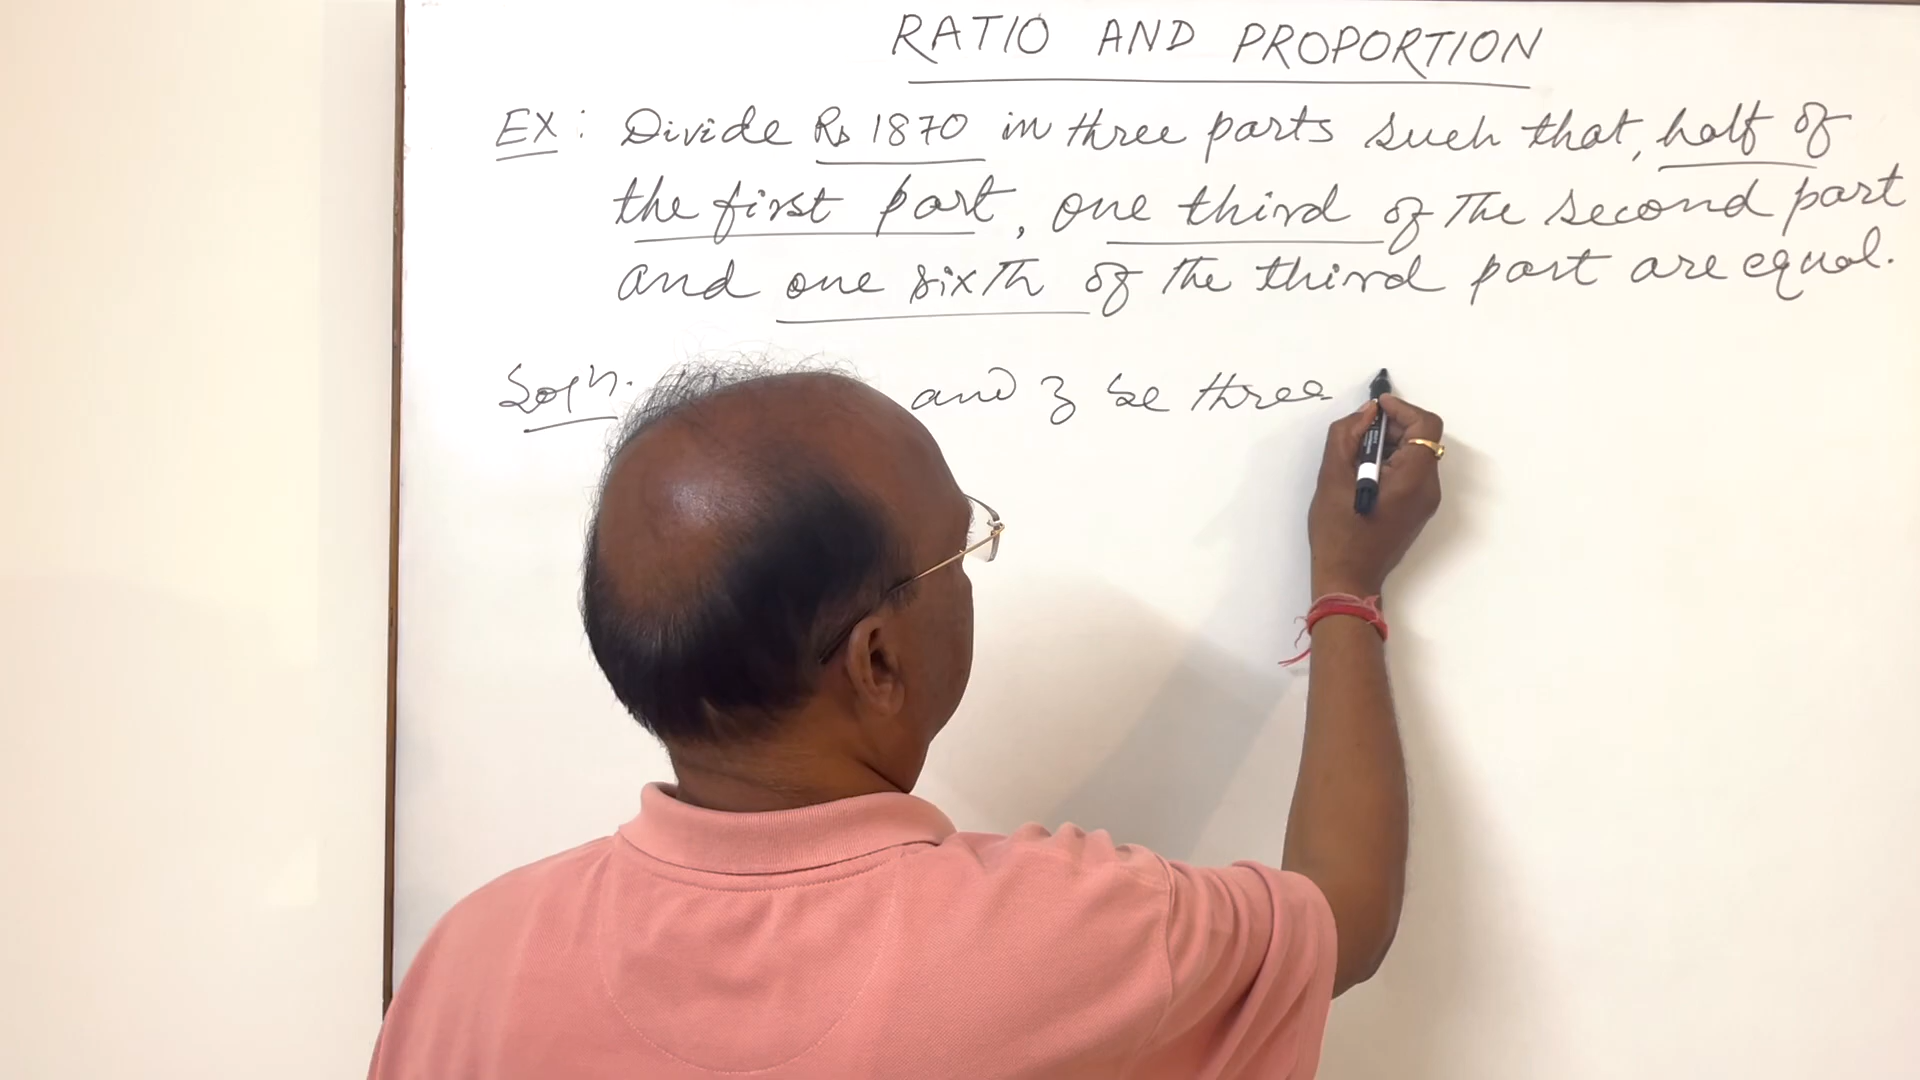 RATIO AND PROPORTION
EX: Divide Rs 1870 in three parts such that, half of
the first part, one third of the second part
and one sixth of the third part are equal.
Sol'n. and z be three